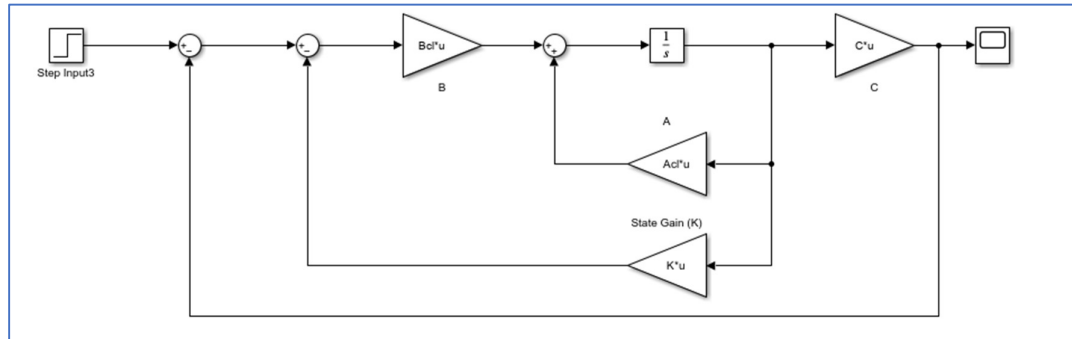 Step Input3
+
−
+
−
Bcl*u
B
+
+
1
s
C*u
C
A
Acl*u
State Gain (K)
K*u